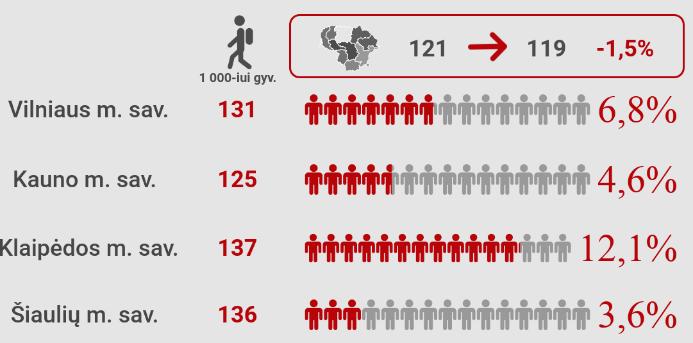 121 119 -1,5%
1 000-iui gyv.
Vilniaus m. sav. 131 6,8%
Kauno m. sav. 125 4,6%
Klaipėdos m. sav. 137 12,1%
Šiaulių m. sav. 136 3,6%